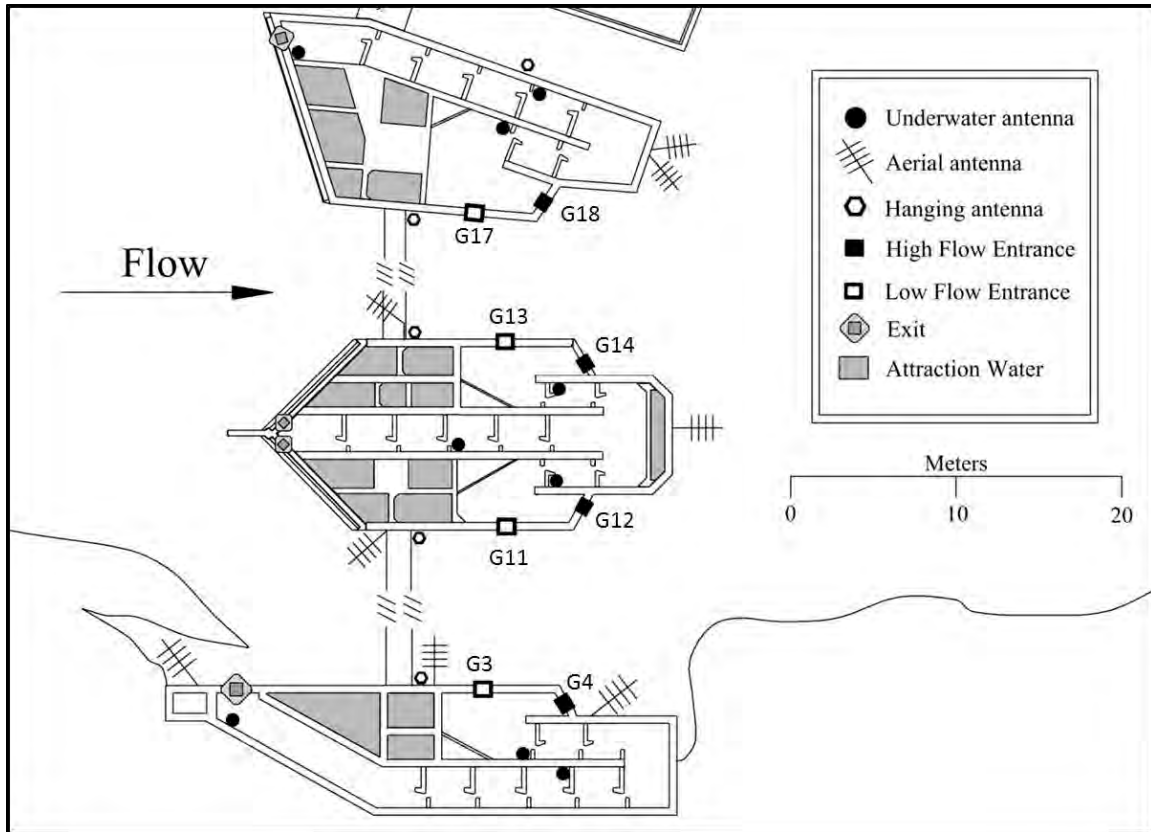 Underwater antenna
Aerial antenna
Hanging antenna
High Flow Entrance
Low Flow Entrance
Exit
Attraction Water
G18
G17
Flow
G13
G14
Meters
0 10 20
G12
G11
G3
G4